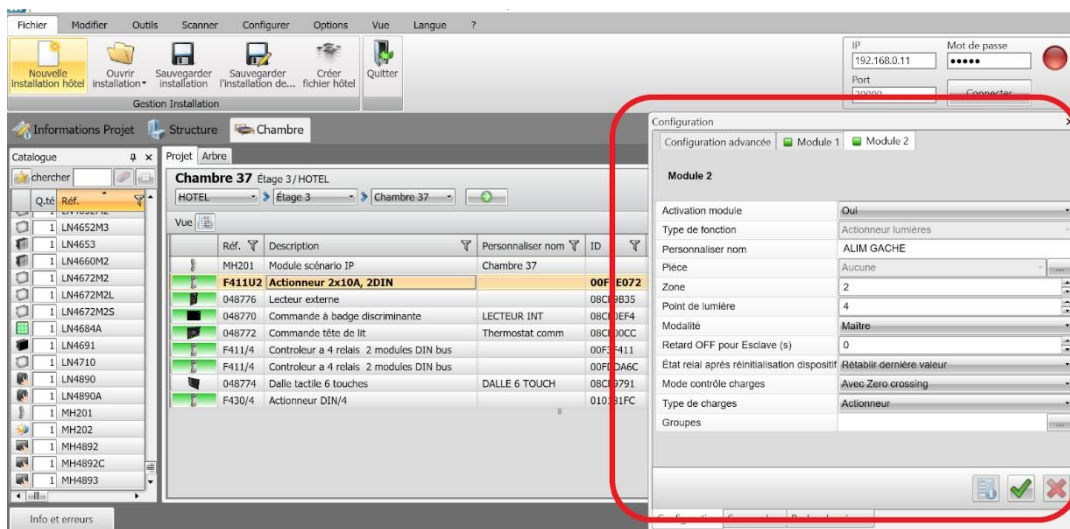 Fichier Modifier Outils Scanner Configurer Options Vue Langue ?
Nouvelle installation hôtel
Ouvrir installation
Sauvegarder installation
Sauvegarder l'installation de...
Créer fichier hôtel
Quitter
Gestion Installation
IP
192.168.0.11
Mot de passe
•••••
Port
Connecter
Informations Projet Structure Chambre
Catalogue
chercher
Q.té Réf.
1 LN4652M3
1 LN4653
1 LN4660M2
1 LN4672M2
1 LN4672M2L
1 LN4672M2S
1 LN4684A
1 LN4691
1 LN4710
1 LN4890
1 LN4890A
1 MH201
1 MH202
1 MH4892
1 MH4892C
1 MH4893
Info et erreurs
Projet Arbre
Chambre 37 Étage 3/HOTEL
HOTEL Étage 3 Chambre 37
Vue
Réf. Description Personnaliser nom ID
MH201 Module scénario IP Chambre 37
F411U2 Actionneur 2x10A, 2DIN
048776 Lecteur externe
048770 Commande à badge discriminante LECTEUR INT
048772 Commande tête de lit Thermostat comm
F411/4 Controleur a 4 relais 2 modules DIN bus
F411/4 Controleur a 4 relais 2 modules DIN bus
048774 Dalle tactile 6 touches DALLE 6 TOUCH
F430/4 Actionneur DIN/4
Configuration
Configuration advancée Module 1 Module 2
Module 2
Activation module Oui
Type de fonction Actionneur lumières
Personnaliser nom ALIM GACHE
Pièce Aucune
Zone 2
Point de lumière 4
Modalité Maître
Retard OFF pour Esclave (s) 0
État relai après réinitialisation dispositif Rétablir dernière valeur
Mode contrôle charges Avec Zero crossing
Type de charges Actionneur
Groupes